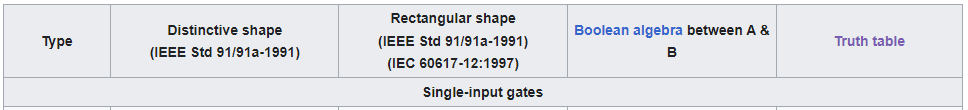 Type
Distinctive shape
(IEEE Std 91/91a-1991)
Rectangular shape
(IEEE Std 91/91a-1991)
(IEC 60617-12:1997)
Boolean algebra between A &
B
Truth table
Single-input gates